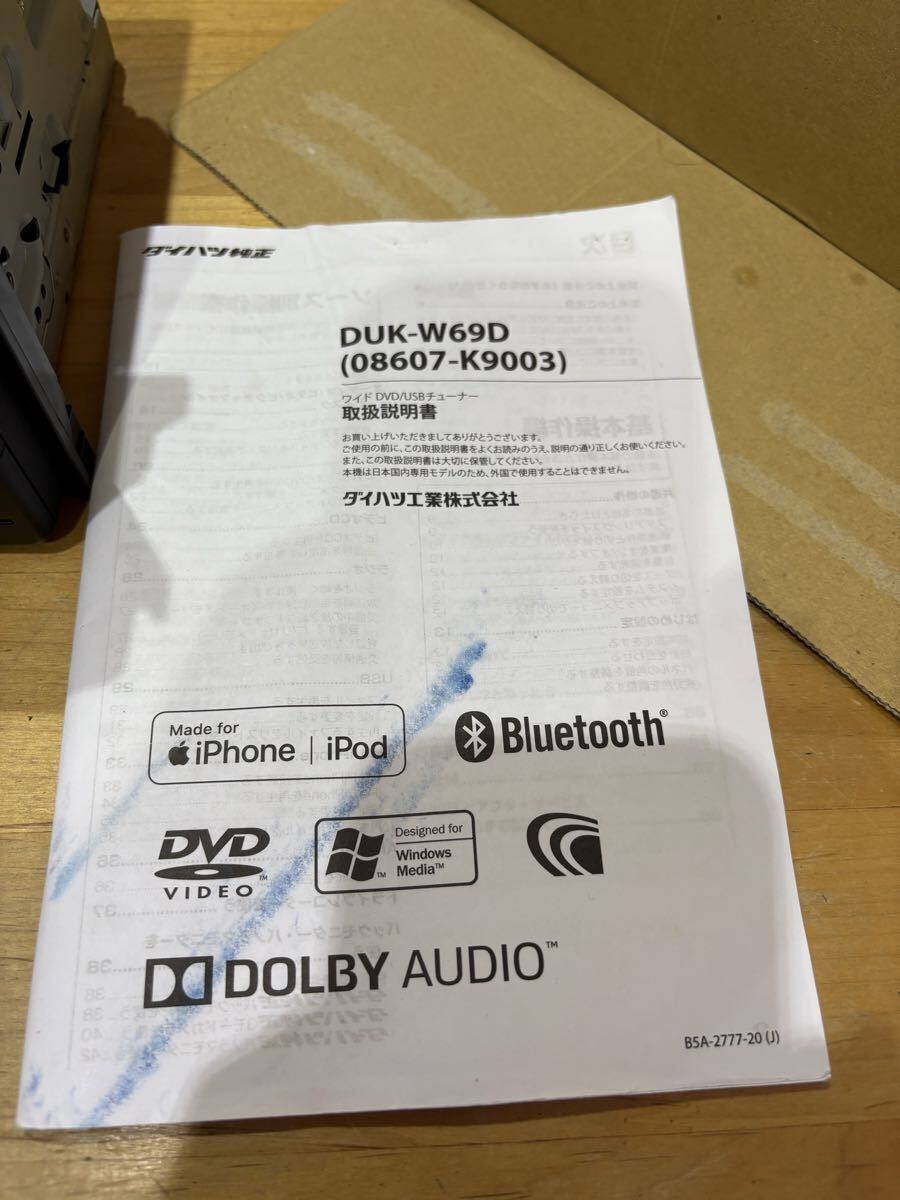 ダイハツ純正
DUK-W69D
(08607-K9003)
ワイド DVD/USBチューナー
取扱説明書
お買い上げいただきましてありがとうございます。
ご使用の前に、この取扱説明書をよくお読みのうえ、説明の通り正しくお使いください。
また、この取扱説明書は大切に保管してください。
本機は日本国内専用モデルのため、外国で使用することはできません。
ダイハツ工業株式会社
Made for
iPhone | iPod
Bluetooth®
DVD
VIDEO™
Designed for
Windows
Media™
™
DOLBY AUDIO™
B5A-2777-20 (J)